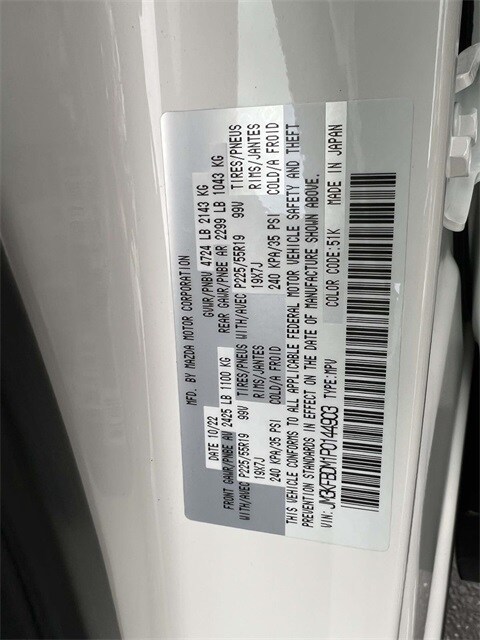 MFD. BY MAZDA MOTOR CORPORATION
DATE 10/22 GVWR/PNBV 4724 LB 2143 KG
FRONT GAWR/PNBE AV 2425 LB 1100 KG REAR GAWR/PNBE AR 2299 LB 1043 KG
WITH/AVEC P225/55R19 99V TIRES/PNEUS WITH/AVEC P225/55R19 99V TIRES/PNEUS
19X7J RIMS/JANTES 19X7J RIMS/JANTES
240 KPA/35 PSI COLD/A FROID 240 KPA/35 PSI COLD/A FROID
THIS VEHICLE CONFORMS TO ALL APPLICABLE FEDERAL MOTOR VEHICLE SAFETY AND THEFT
PREVENTION STANDARDS IN EFFECT ON THE DATE OF MANUFACTURE SHOWN ABOVE.
VIN: JM3KFBDM1P0144903 TYPE:MPV COLOR CODE:51K MADE IN JAPAN